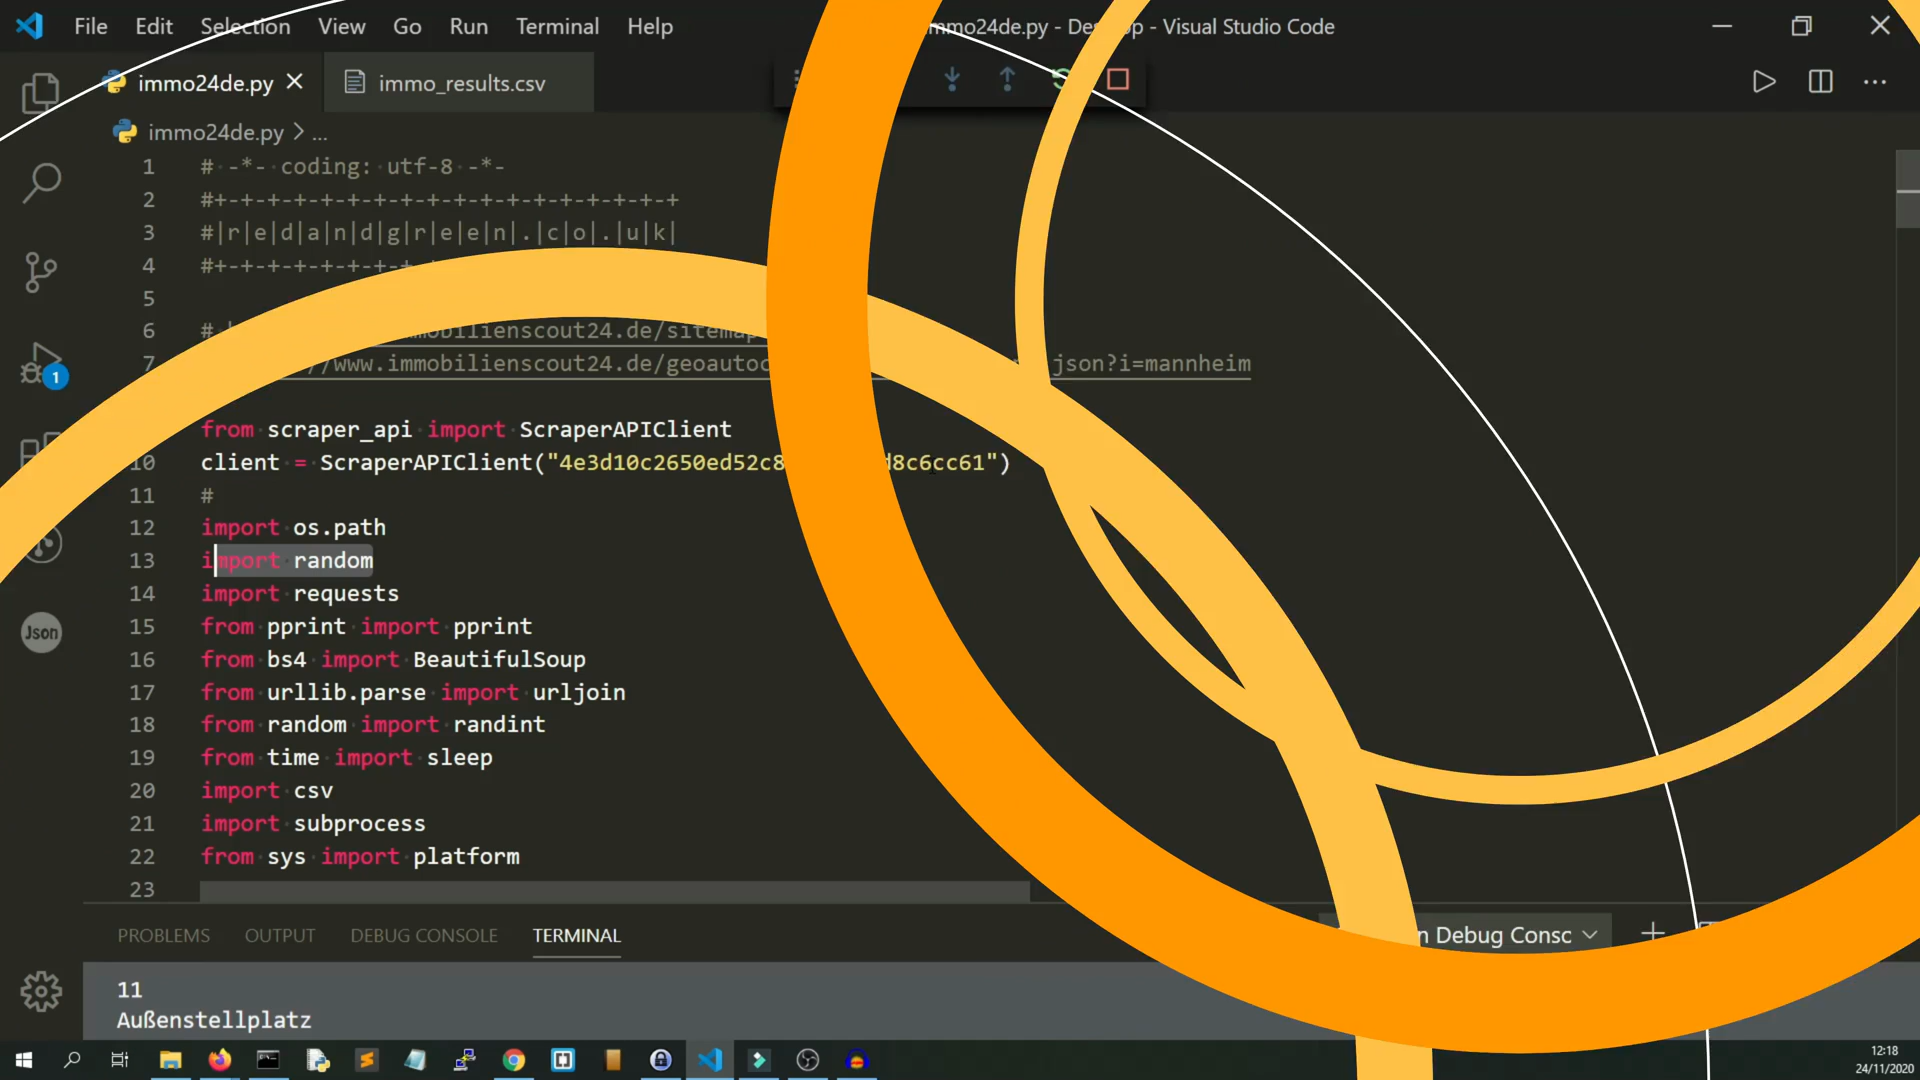 File Edit Selection View Go Run Terminal Help
mmo24de.py - Des p - Visual Studio Code
immo24de.py
immo_results.csv
immo24de.py > ...
1 # -*- coding: utf-8 -*-
2 #+-+-+-+-+-+-+-+-+-+-+-+-+-+-+-+-+-+
3 #|r|e|d|a|n|d|g|r|e|e|n|.|c|o|.|u|k|
4 #+-+-+-+-+-+-+-+-
5
6 # mobilienscout24.de/sitemap
7 //www.immobilienscout24.de/geoautoc json?i=mannheim
from scraper_api import ScraperAPIClient
10 client = ScraperAPIClient("4e3d10c2650ed52c8 d8c6cc61")
11 #
12 import os.path
13 import random
14 import requests
15 from pprint import pprint
16 from bs4 import BeautifulSoup
17 from urllib.parse import urljoin
18 from random import randint
19 from time import sleep
20 import csv
21 import subprocess
22 from sys import platform
23
1
Json
PROBLEMS OUTPUT DEBUG CONSOLE TERMINAL
n Debug Consc
11
Außenstellplatz
12:18
24/11/2020